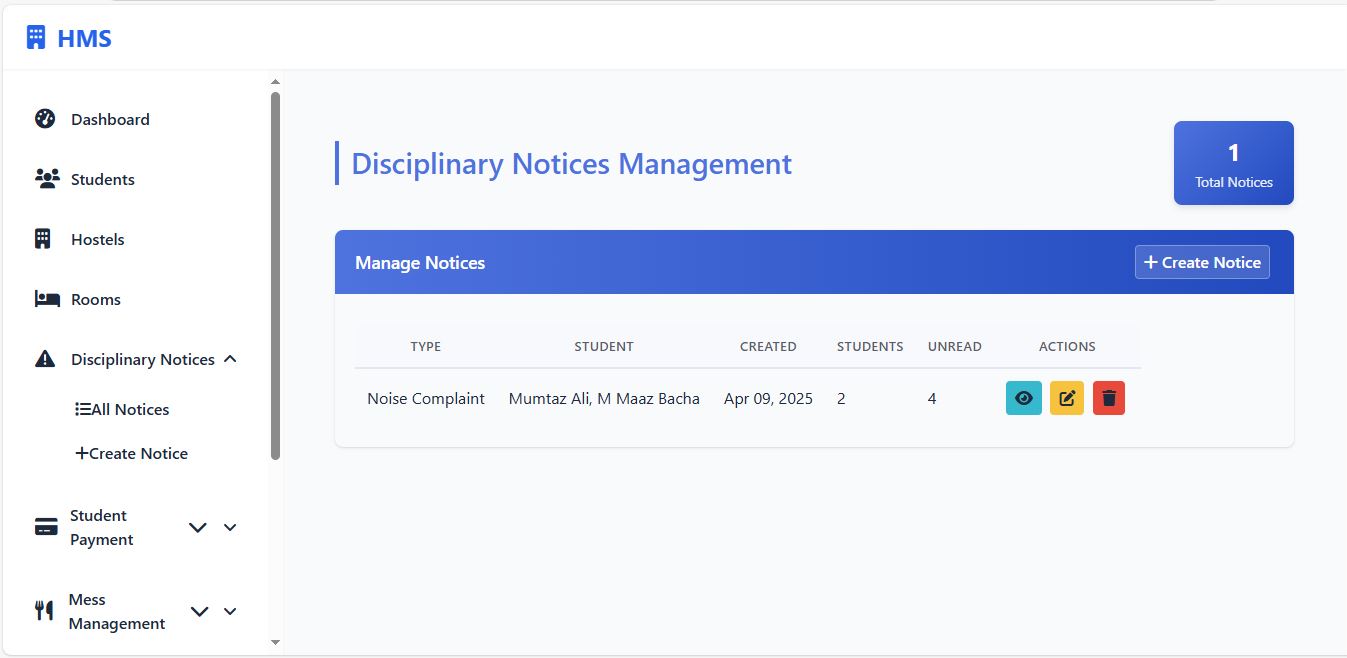 HMS
Dashboard
Students
Hostels
Rooms
Disciplinary Notices
All Notices
Create Notice
Student
Payment
Mess
Management
Disciplinary Notices Management
1
Total Notices
Manage Notices
+ Create Notice
TYPE STUDENT CREATED STUDENTS UNREAD ACTIONS
Noise Complaint Mumtaz Ali, M Maaz Bacha Apr 09, 2025 2 4